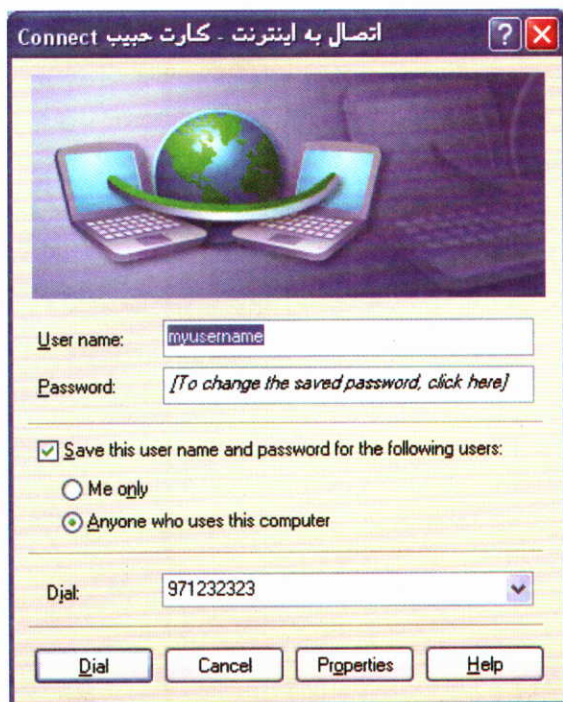 Connect اتصال به اینترنت - کارت حبیب
User name: myusername
Password: [To change the saved password, click here]
Save this user name and password for the following users:
Me only
Anyone who uses this computer
Dial: 971232323
Dial Cancel Properties Help